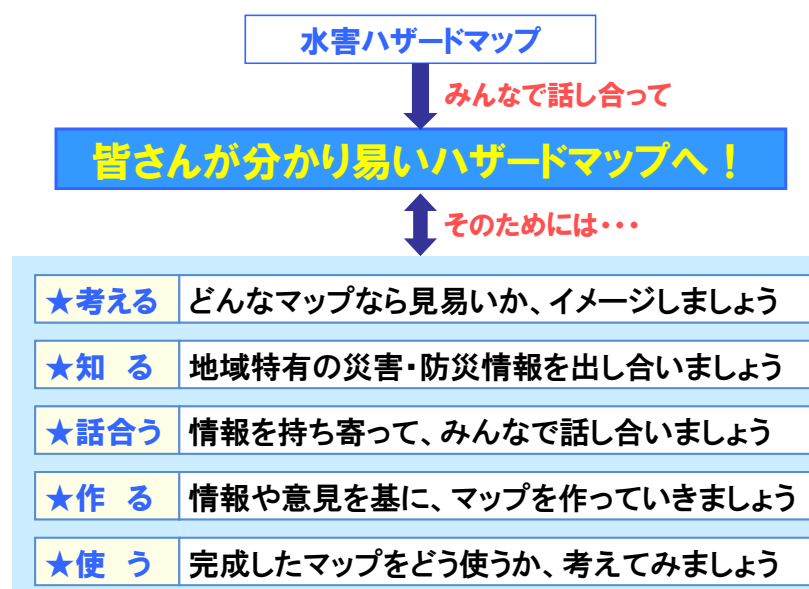 水害ハザードマップ
みんなで話し合って
皆さんが分かり易いハザードマップへ！
そのためには・・・
★考える どんなマップなら見易いか、イメージしましょう
★知　る 地域特有の災害・防災情報を出し合いましょう
★話合う 情報を持ち寄って、みんなで話し合いましょう
★作　る 情報や意見を基に、マップを作っていきましょう
★使　う 完成したマップをどう使うか、考えてみましょう